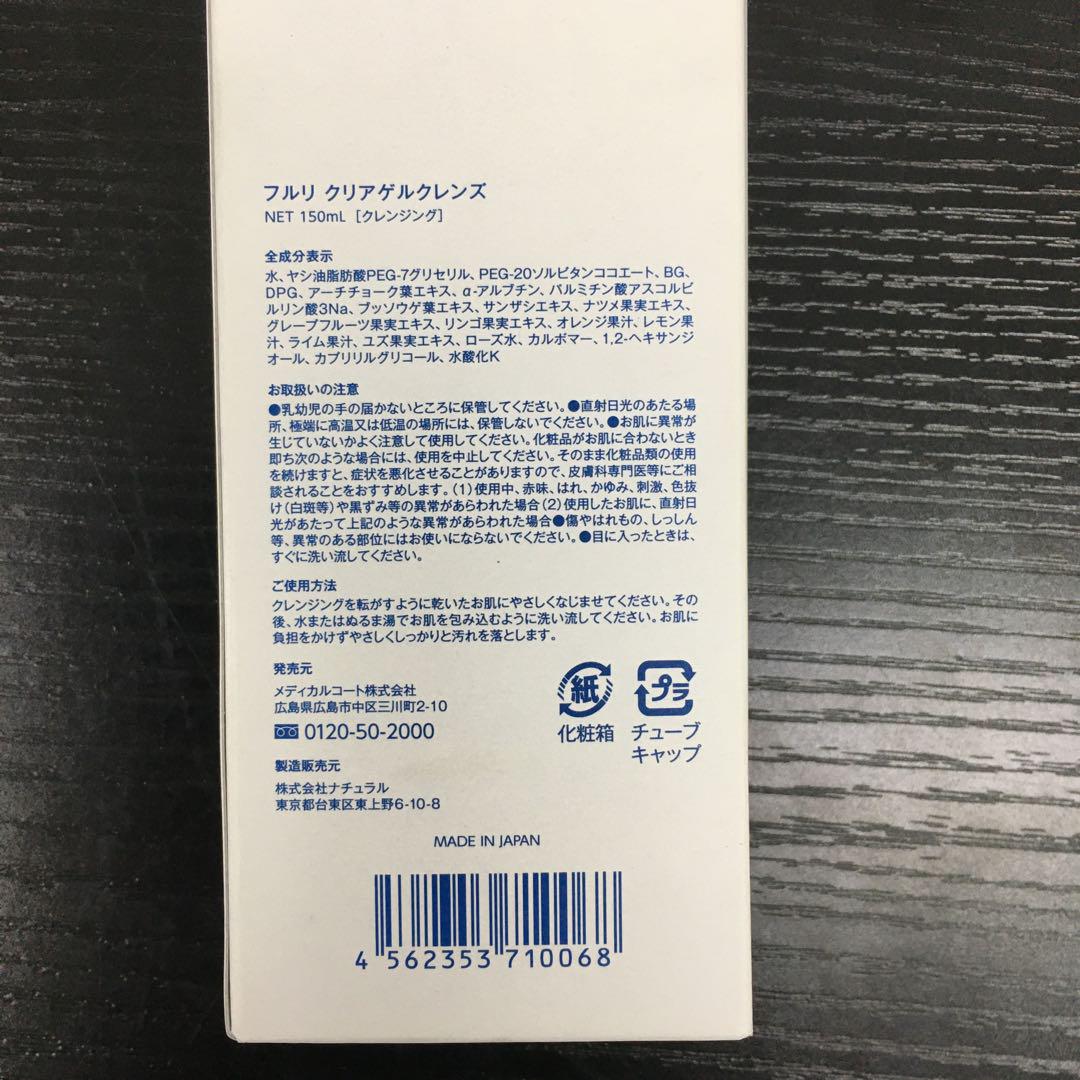 フルリ クリアゲルクレンズ
NET 150mL [クレンジング]
全成分表示
水、ヤシ油脂肪酸PEG-7グリセリル、PEG-20ソルビタンココエート、BG、
DPG、アーチチョーク葉エキス、α-アルブチン、パルミチン酸アスコルビ
ルリン酸3Na、ブッソウゲ葉エキス、サンザシエキス、ナツメ果実エキス、
グレープフルーツ果実エキス、リンゴ果実エキス、オレンジ果汁、レモン果
汁、ライム果汁、ユズ果実エキス、ローズ水、カルボマー、1,2-ヘキサンジ
オール、カプリリルグリコール、水酸化K
お取扱いの注意
●乳幼児の手の届かないところに保管してください。●直射日光のあたる場
所、極端に高温又は低温の場所には、保管しないでください。●お肌に異常が
生じていないかよく注意して使用してください。化粧品がお肌に合わないとき
即ち次のような場合には、使用を中止してください。そのまま化粧品類の使用
を続けますと、症状を悪化させることがありますので、皮膚科専門医等にご相
談されることをおすすめします。(1)使用中、赤味、はれ、かゆみ、刺激、色抜
け(白斑等)や黒ずみ等の異常があらわれた場合(2)使用したお肌に、直射日
光があたって上記のような異常があらわれた場合●傷やはれもの、しっしん
等、異常のある部位にはお使いにならないでください。●目に入ったときは、
すぐに洗い流してください。
ご使用方法
クレンジングを転がすように乾いたお肌にやさしくなじませてください。その
後、水またはぬるま湯でお肌を包み込むように洗い流してください。お肌に
負担をかけずやさしくしっかりと汚れを落とします。
発売元
メディカルコート株式会社
広島県広島市中区三川町2-10
0120-50-2000
紙
化粧箱
プラ
チューブ
キャップ
製造販売元
株式会社ナチュラル
東京都台東区東上野6-10-8
MADE IN JAPAN
4 562353 710068